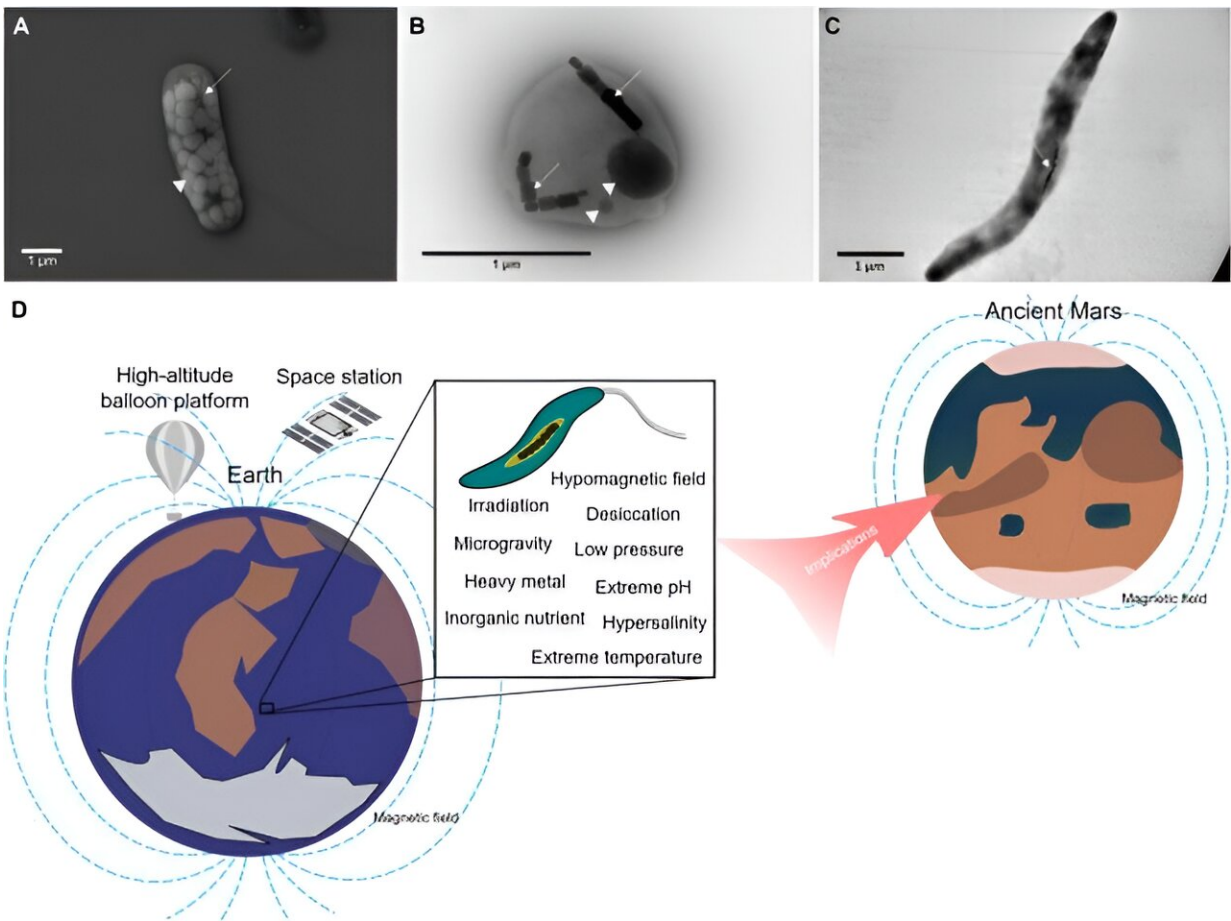 A
B
C
1 μm
1 μm
1 μm
D
Ancient Mars
High-altitude
balloon platform
Space station
Earth
Hypomagnetic field
Irradiation
Desiccation
Microgravity
Low pressure
Heavy metal
Extreme pH
Inorganic nutrient
Hypersalinity
Extreme temperature
Implications
Magnetic field
Magnetic field